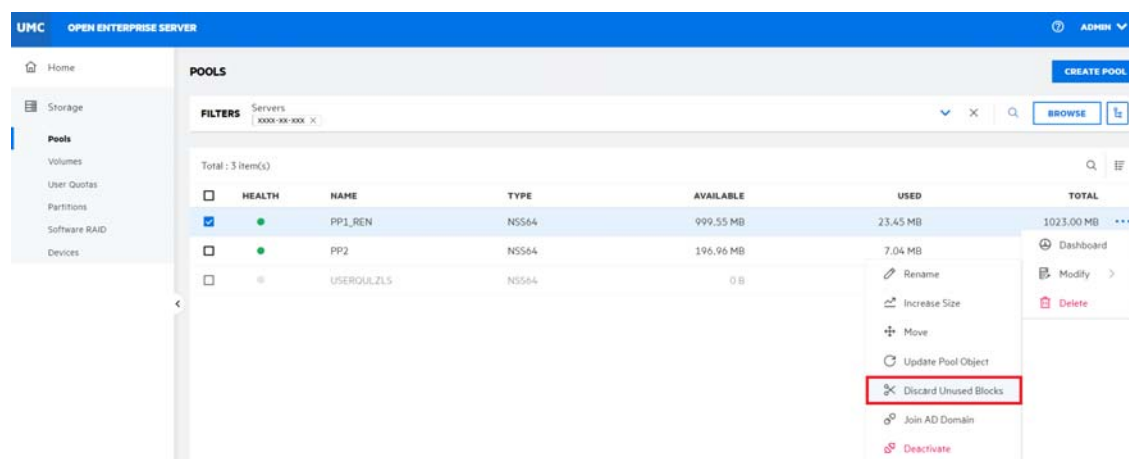 UMC OPEN ENTERPRISE SERVER ADMIN
Home
Storage
Pools
Volumes
User Quotas
Partitions
Software RAID
Devices
POOLS CREATE POOL
FILTERS Servers
xxxx-xx-xxx BROWSE
Total : 3 item(s)
HEALTH NAME TYPE AVAILABLE USED TOTAL
PP1_REN NSS64 999.55 MB 23.45 MB 1023.00 MB
PP2 NSS64 196.96 MB 7.04 MB
USERQULZLS NSS64 0 B
Dashboard
Modify
Delete
Rename
Increase Size
Move
Update Pool Object
Discard Unused Blocks
Join AD Domain
Deactivate